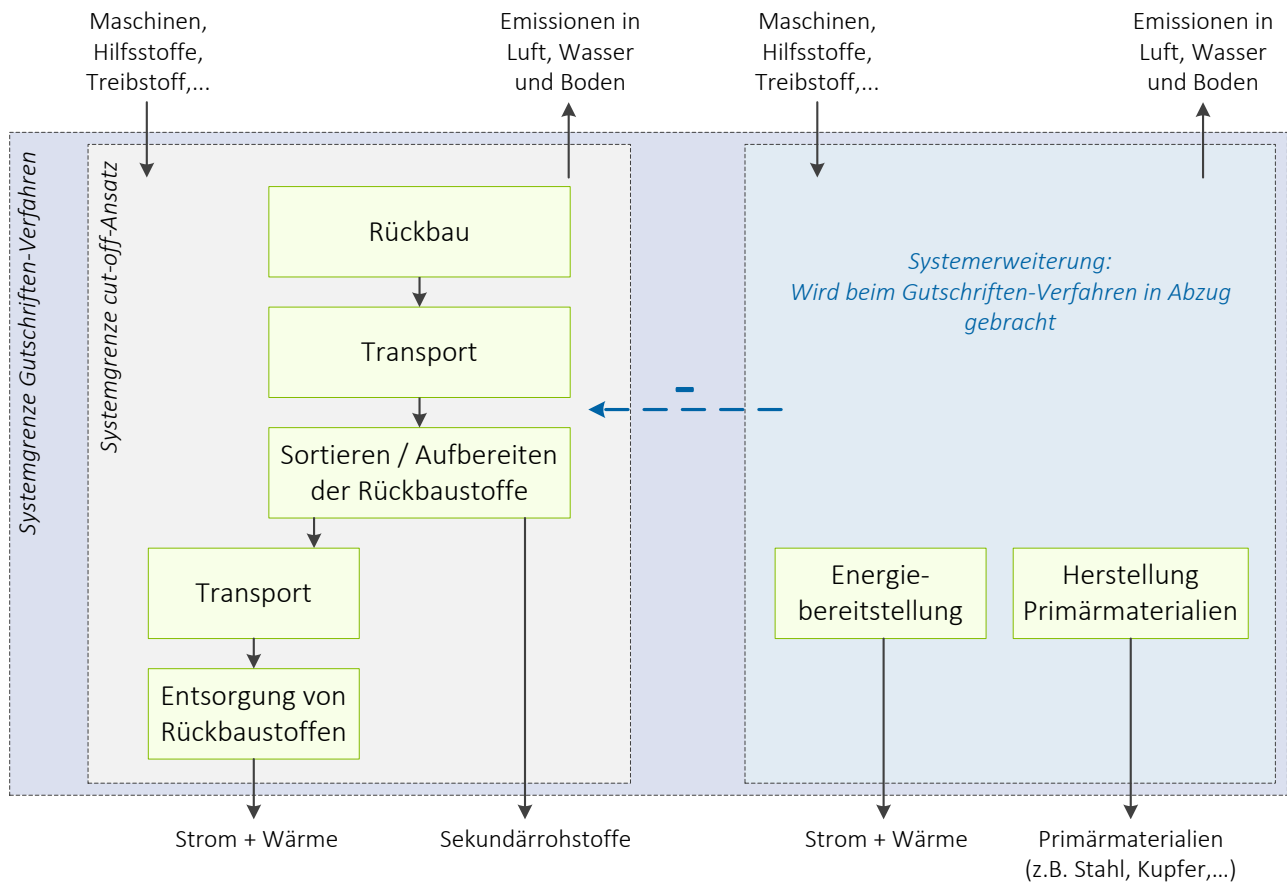 Maschinen,
Hilfsstoffe,
Treibstoff,...
Emissionen in
Luft, Wasser
und Boden
Maschinen,
Hilfsstoffe,
Treibstoff,...
Emissionen in
Luft, Wasser
und Boden
Systemgrenze Gutschriften-Verfahren
Systemgrenze cut-off-Ansatz
Rückbau
Transport
Sortieren / Aufbereiten
der Rückbaustoffe
Transport
Entsorgung von
Rückbaustoffen
Systemerweiterung:
Wird beim Gutschriften-Verfahren in Abzug
gebracht
-
Energie-
bereitstellung
Herstellung
Primärmaterialien
Strom + Wärme
Sekundärrohstoffe
Strom + Wärme
Primärmaterialien
(z.B. Stahl, Kupfer,...)